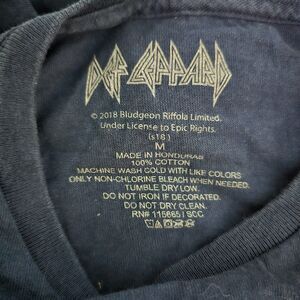 DEF LEPPARD
© 2018 Bludgeon Riffola Limited.
Under License to Epic Rights.
(s18)
M
MADE IN HONDURAS
100% COTTON
MACHINE WASH COLD WITH LIKE COLORS
ONLY NON-CHLORINE BLEACH WHEN NEEDED.
TUMBLE DRY LOW.
DO NOT IRON IF DECORATED.
DO NOT DRY CLEAN.
RN# 115665 | SCC